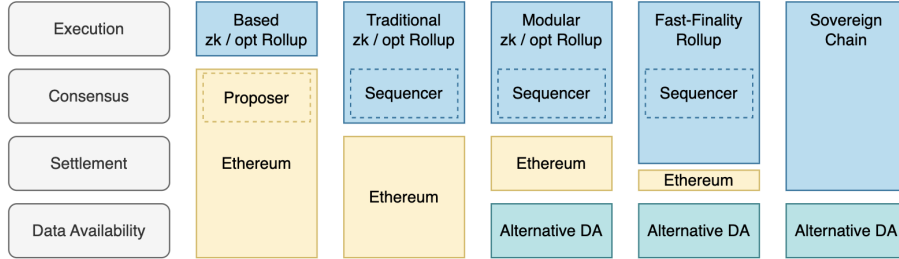 Execution
Based
zk / opt Rollup
Traditional
zk / opt Rollup
Modular
zk / opt Rollup
Fast-Finality
Rollup
Sovereign
Chain
Consensus
Proposer
Sequencer
Sequencer
Sequencer
Settlement
Ethereum
Ethereum
Ethereum
Ethereum
Data Availability
Alternative DA
Alternative DA
Alternative DA